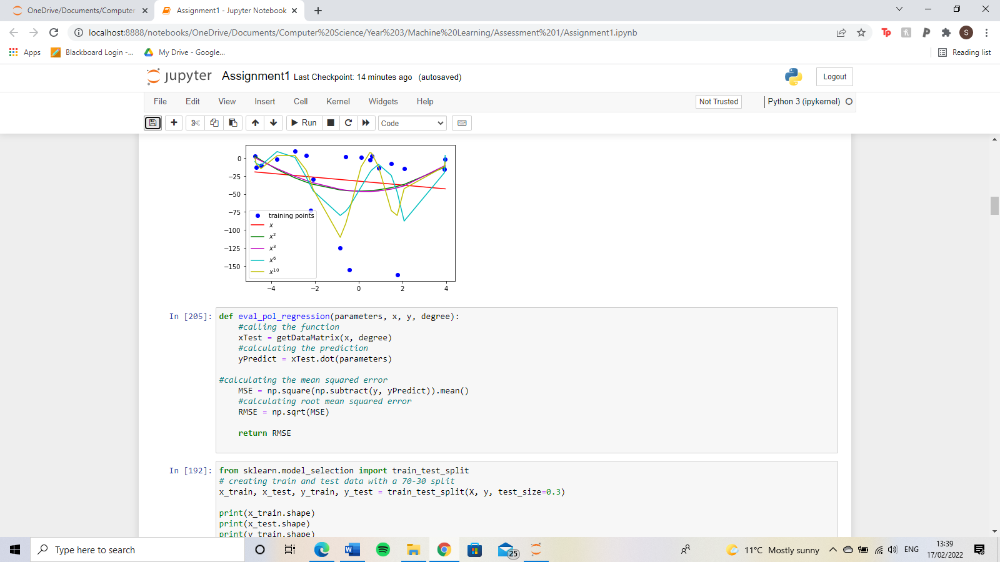 OneDrive/Documents/Computer
Assignment1 - Jupyter Notebook
localhost:8888/notebooks/OneDrive/Documents/Computer%20Science/Year%203/Machine%20Learning/Assessment%201/Assignment1.ipynb
S
Apps
Blackboard Login -...
My Drive - Google...
Reading list
jupyter Assignment1 Last Checkpoint: 14 minutes ago (autosaved)
Logout
File Edit View Insert Cell Kernel Widgets Help
Not Trusted
Python 3 (ipykernel)
Run
Code
0
−25
−50
−75
−100
−125
−150
training points
x
x²
x³
x⁶
x¹⁰
−4 −2 0 2 4
In [205]: def eval_pol_regression(parameters, x, y, degree):
#calling the function
xTest = getDataMatrix(x, degree)
#calculating the prediction
yPredict = xTest.dot(parameters)
#calculating the mean squared error
MSE = np.square(np.subtract(y, yPredict)).mean()
#calculating root mean squared error
RMSE = np.sqrt(MSE)
return RMSE
In [192]: from sklearn.model_selection import train_test_split
# creating train and test data with a 70-30 split
x_train, x_test, y_train, y_test = train_test_split(X, y, test_size=0.3)
print(x_train.shape)
print(x_test.shape)
print(y_train.shape)
Type here to search
25
11°C Mostly sunny
ENG
13:39
17/02/2022